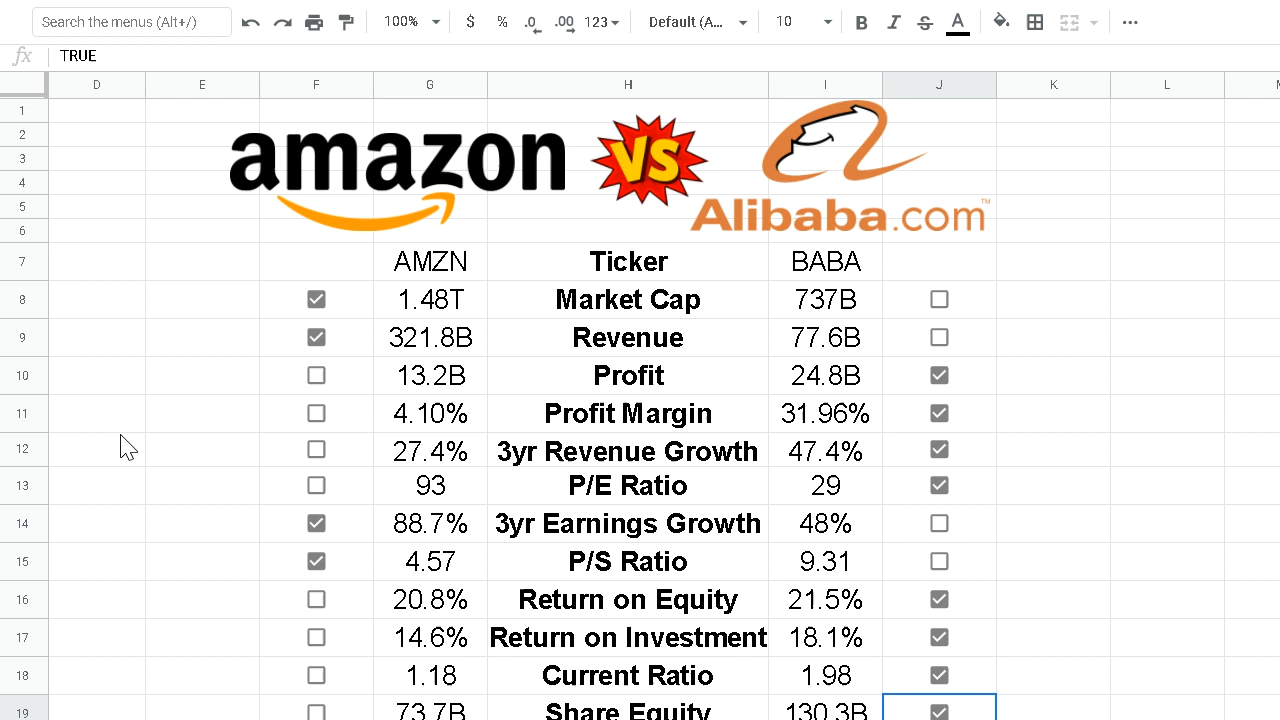 Search the menus (Alt+/)
100%
$
%
.0
.00
123
Default (A...
10
B
I
S
A
fx
TRUE
D E F G H I J K L M
1
2
3
4
5
6
amazon
VS
Alibaba.com™
7 AMZN Ticker BABA
8 1.48T Market Cap 737B
9 321.8B Revenue 77.6B
10 13.2B Profit 24.8B
11 4.10% Profit Margin 31.96%
12 27.4% 3yr Revenue Growth 47.4%
13 93 P/E Ratio 29
14 88.7% 3yr Earnings Growth 48%
15 4.57 P/S Ratio 9.31
16 20.8% Return on Equity 21.5%
17 14.6% Return on Investment 18.1%
18 1.18 Current Ratio 1.98
19 73.7B Share Equity 130.3B